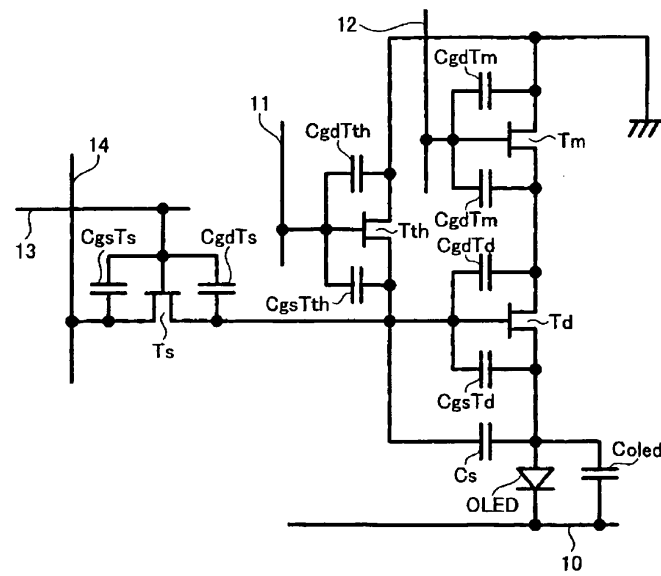 12
CgdTm
11
CgdTth
Tm
14
13
CgdTm
CgsTs
CgdTs
Tth
CgdTd
CgsTth
Td
Ts
CgsTd
Cs
Coled
OLED
10